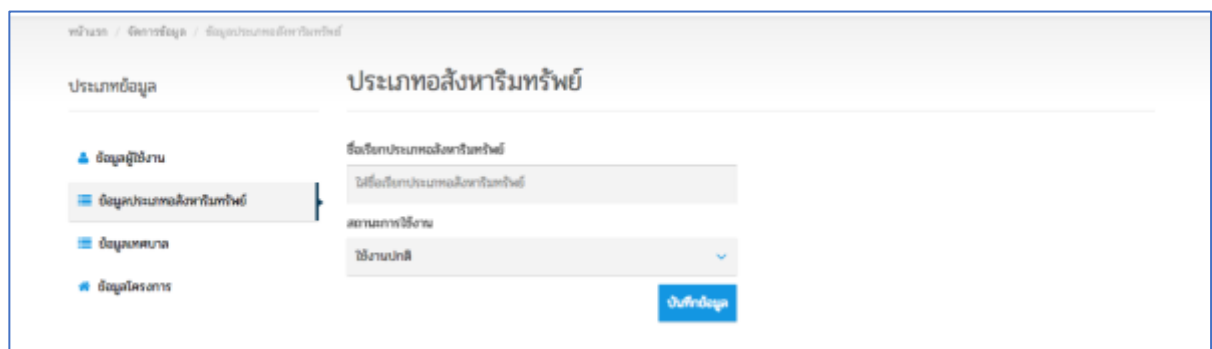 หน้าแรก / จัดการข้อมูล / ข้อมูลประเภทอสังหาริมทรัพย์
ประเภทข้อมูล
ประเภทอสังหาริมทรัพย์
ข้อมูลผู้ใช้งาน
ข้อมูลประเภทอสังหาริมทรัพย์
ข้อมูลเทศบาล
ข้อมูลโครงการ
ชื่อเรียกประเภทอสังหาริมทรัพย์
ใส่ชื่อเรียกประเภทอสังหาริมทรัพย์
สถานะการใช้งาน
ใช้งานปกติ
บันทึกข้อมูล